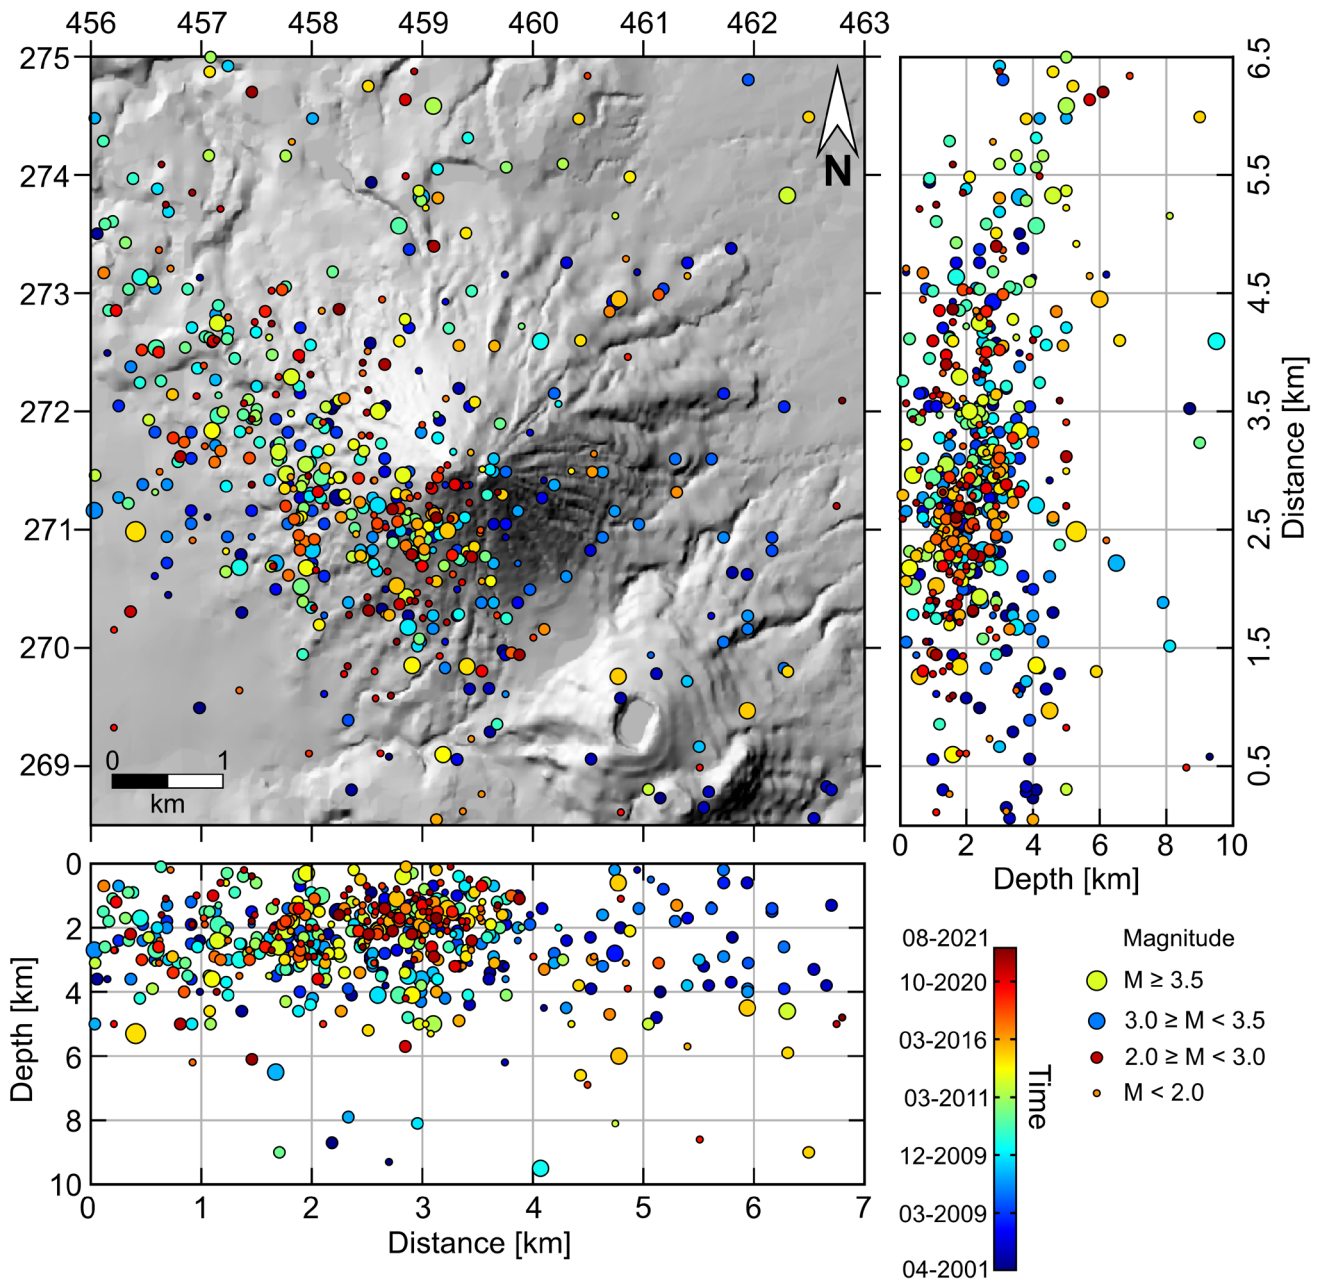 456 457 458 459 460 461 462 463
275
274
273
272
271
270
269
N
0 1
km
6.5
5.5
4.5
3.5
2.5
1.5
0.5
Distance [km]
0 2 4 6 8 10
Depth [km]
0
2
4
6
8
10
Depth [km]
0 1 2 3 4 5 6 7
Distance [km]
08-2021
10-2020
03-2016
03-2011
12-2009
03-2009
04-2001
Time
Magnitude
M ≥ 3.5
3.0 ≥ M < 3.5
2.0 ≥ M < 3.0
M < 2.0